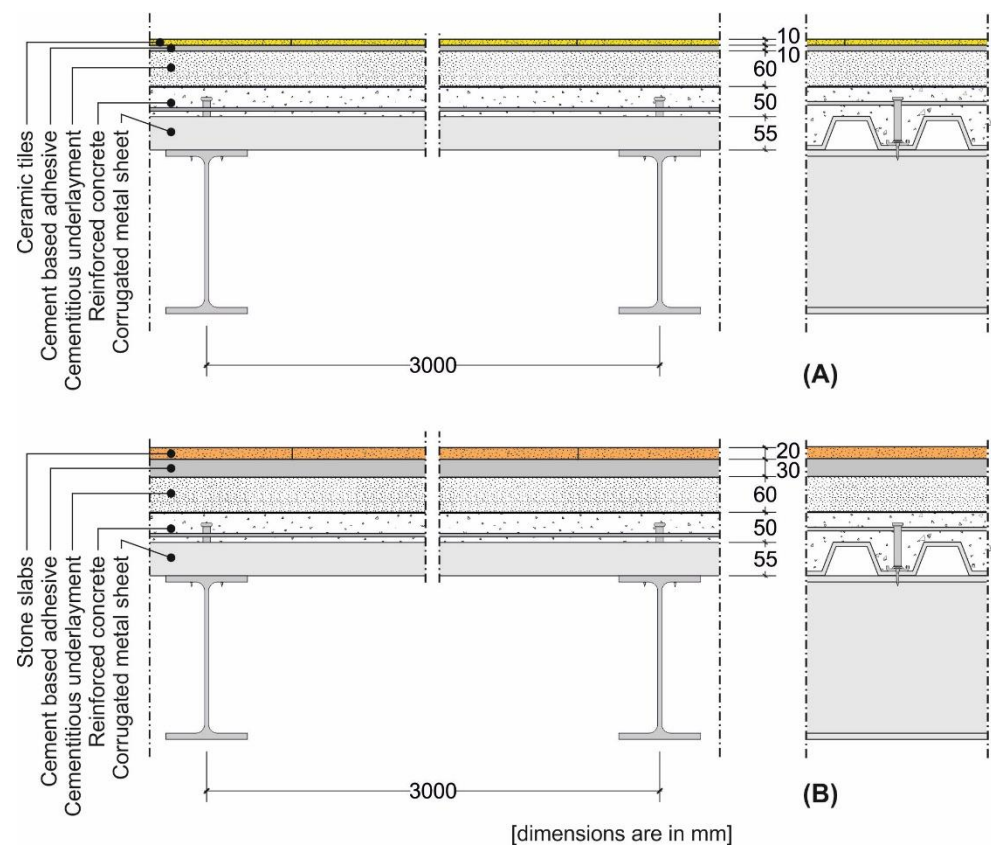 Ceramic tiles
Cement based adhesive
Cementitious underlayment
Reinforced concrete
Corrugated metal sheet
10
10
60
50
55
3000
(A)
Stone slabs
Cement based adhesive
Cementitious underlayment
Reinforced concrete
Corrugated metal sheet
20
30
60
50
55
3000
(B)
[dimensions are in mm]